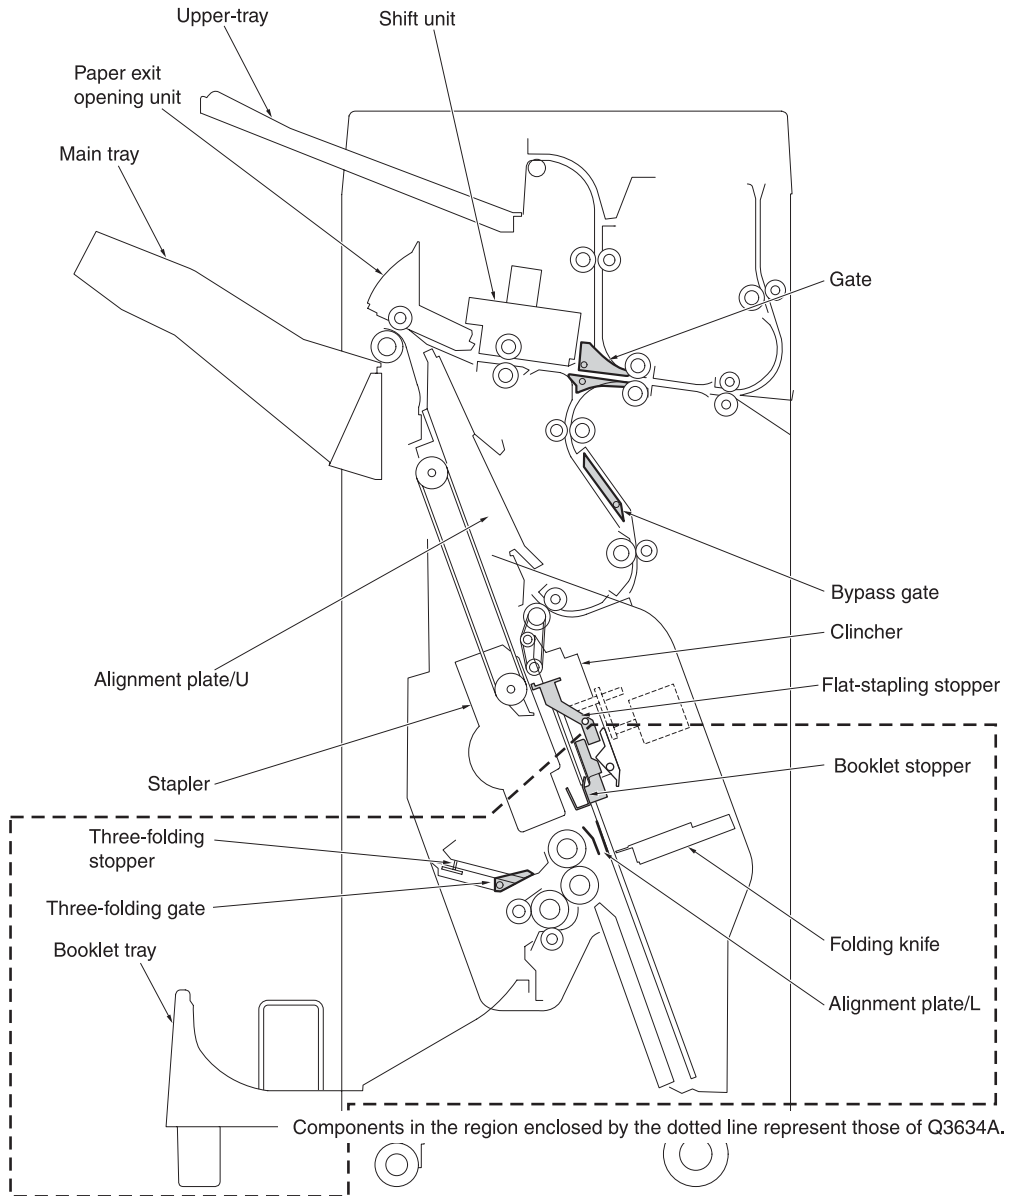 Upper-tray
Shift unit
Paper exit
opening unit
Main tray
Gate
Bypass gate
Clincher
Alignment plate/U
Flat-stapling stopper
Booklet stopper
Stapler
Three-folding
stopper
Three-folding gate
Booklet tray
Folding knife
Alignment plate/L
Components in the region enclosed by the dotted line represent those of Q3634A.